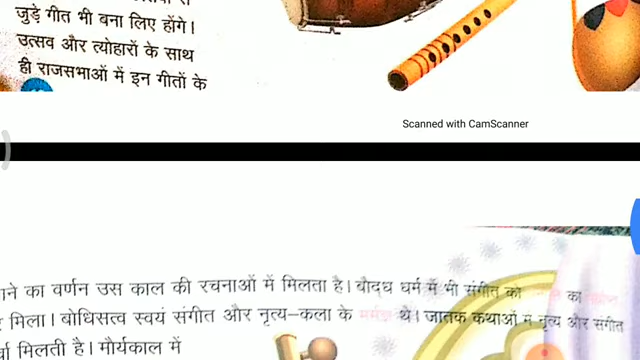 जुड़े गीत भी बना लिए होंगे।
उत्सव और त्योहारों के साथ
ही राजसभाओं में इन गीतों के
Scanned with CamScanner
ाने का वर्णन उस काल की रचनाओं में मिलता है। बौद्ध धर्म में भी संगीत को का
मिला। बोधिसत्व स्वयं संगीत और नृत्य-कला के थे। जातक कथाओं में नृत्य और संगीत
मिलती है। मौर्यकाल में